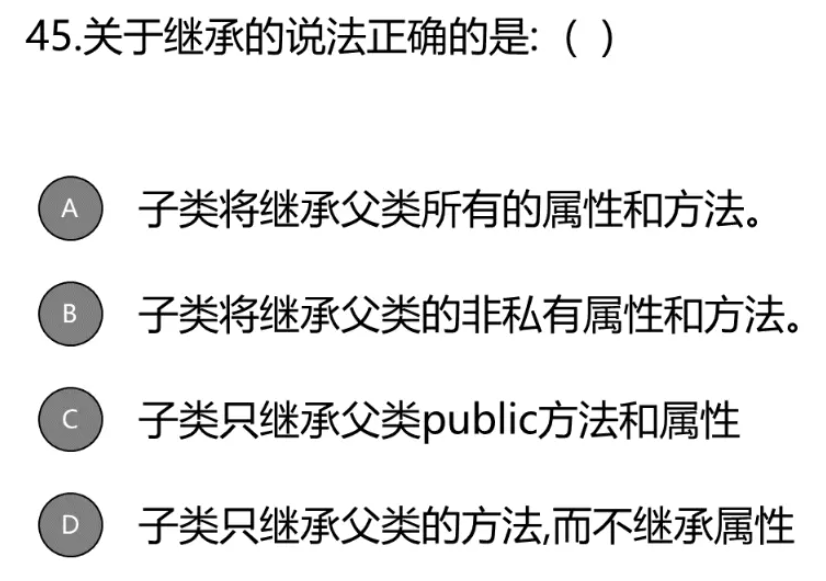 45.关于继承的说法正确的是:（ ）
A 子类将继承父类所有的属性和方法。
B 子类将继承父类的非私有属性和方法。
C 子类只继承父类public方法和属性
D 子类只继承父类的方法,而不继承属性